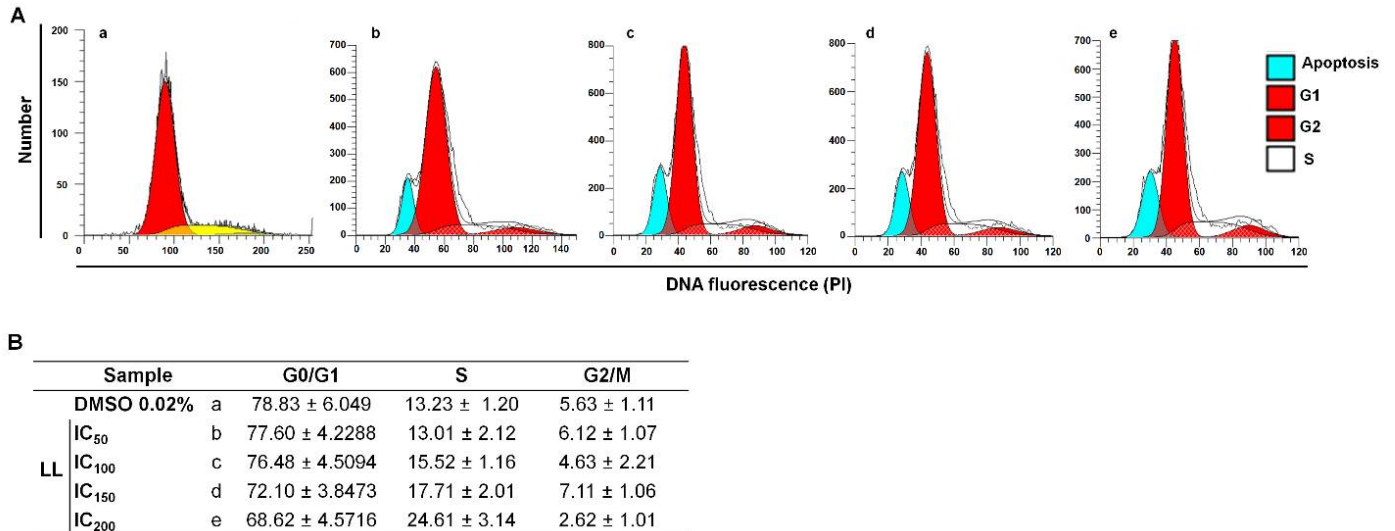 A
a
b
c
d
e
Number
200
150
100
50
0
0 50 100 150 200 250
700
600
500
400
300
200
100
0
0 20 40 60 80 100 120 140
800
600
400
200
0
0 20 40 60 80 100 120
800
600
400
200
0
0 20 40 60 80 100 120
700
600
500
400
300
200
100
0
0 20 40 60 80 100 120
Apoptosis
G1
G2
S
DNA fluorescence (PI)
B
Sample G0/G1 S G2/M
DMSO 0.02% a 78.83 ± 6.049 13.23 ± 1.20 5.63 ± 1.11
LL
IC50 b 77.60 ± 4.2288 13.01 ± 2.12 6.12 ± 1.07
IC100 c 76.48 ± 4.5094 15.52 ± 1.16 4.63 ± 2.21
IC150 d 72.10 ± 3.8473 17.71 ± 2.01 7.11 ± 1.06
IC200 e 68.62 ± 4.5716 24.61 ± 3.14 2.62 ± 1.01